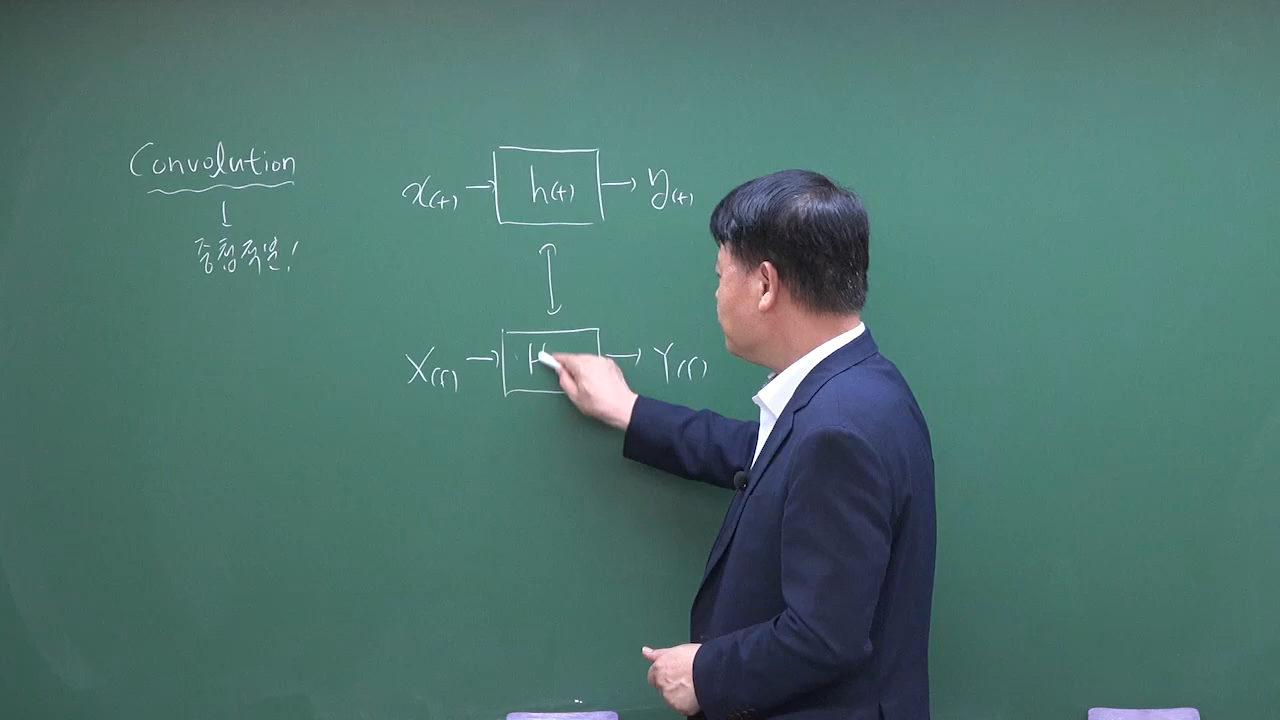 Convolution
중첩적분!
x(t) → h(t) → y(t)
X(f) → H → Y(f)